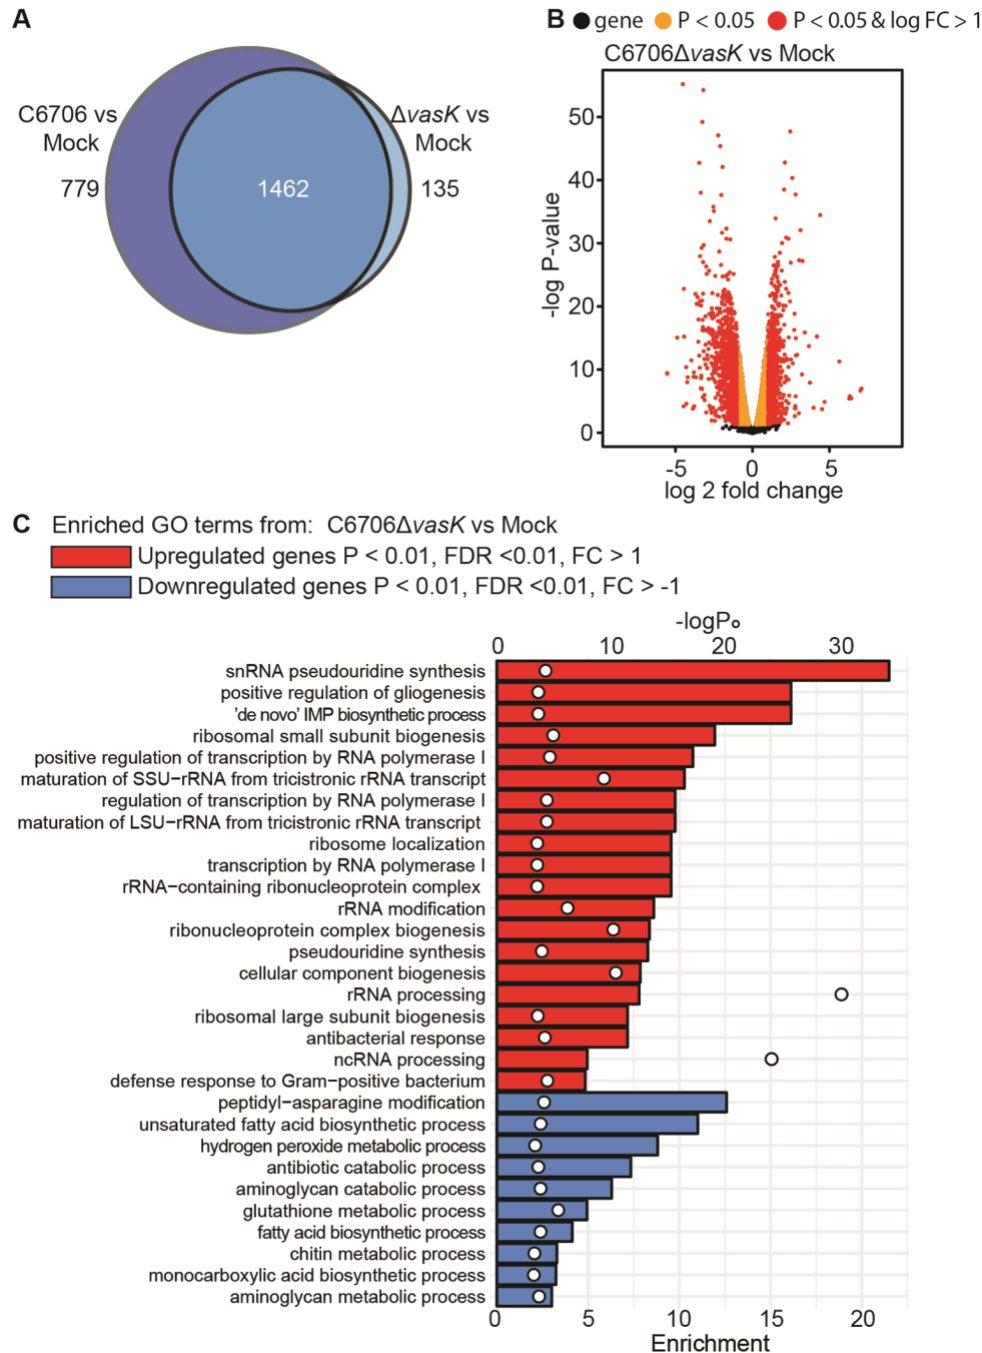 A
C6706 vs
Mock
779
1462
ΔvasK vs
Mock
135
B
gene P < 0.05 P < 0.05 & log FC > 1
C6706ΔvasK vs Mock
-log P-value
50
40
30
20
10
0
-5 0 5
log 2 fold change
C Enriched GO terms from: C6706ΔvasK vs Mock
Upregulated genes P < 0.01, FDR <0.01, FC > 1
Downregulated genes P < 0.01, FDR <0.01, FC > -1
-logP
0 10 20 30
snRNA pseudouridine synthesis
positive regulation of gliogenesis
'de novo' IMP biosynthetic process
ribosomal small subunit biogenesis
positive regulation of transcription by RNA polymerase I
maturation of SSU−rRNA from tricistronic rRNA transcript
regulation of transcription by RNA polymerase I
maturation of LSU−rRNA from tricistronic rRNA transcript
ribosome localization
transcription by RNA polymerase I
rRNA−containing ribonucleoprotein complex
rRNA modification
ribonucleoprotein complex biogenesis
pseudouridine synthesis
cellular component biogenesis
rRNA processing
ribosomal large subunit biogenesis
antibacterial response
ncRNA processing
defense response to Gram−positive bacterium
peptidyl−asparagine modification
unsaturated fatty acid biosynthetic process
hydrogen peroxide metabolic process
antibiotic catabolic process
aminoglycan catabolic process
glutathione metabolic process
fatty acid biosynthetic process
chitin metabolic process
monocarboxylic acid biosynthetic process
aminoglycan metabolic process
0 5 10 15 20
Enrichment